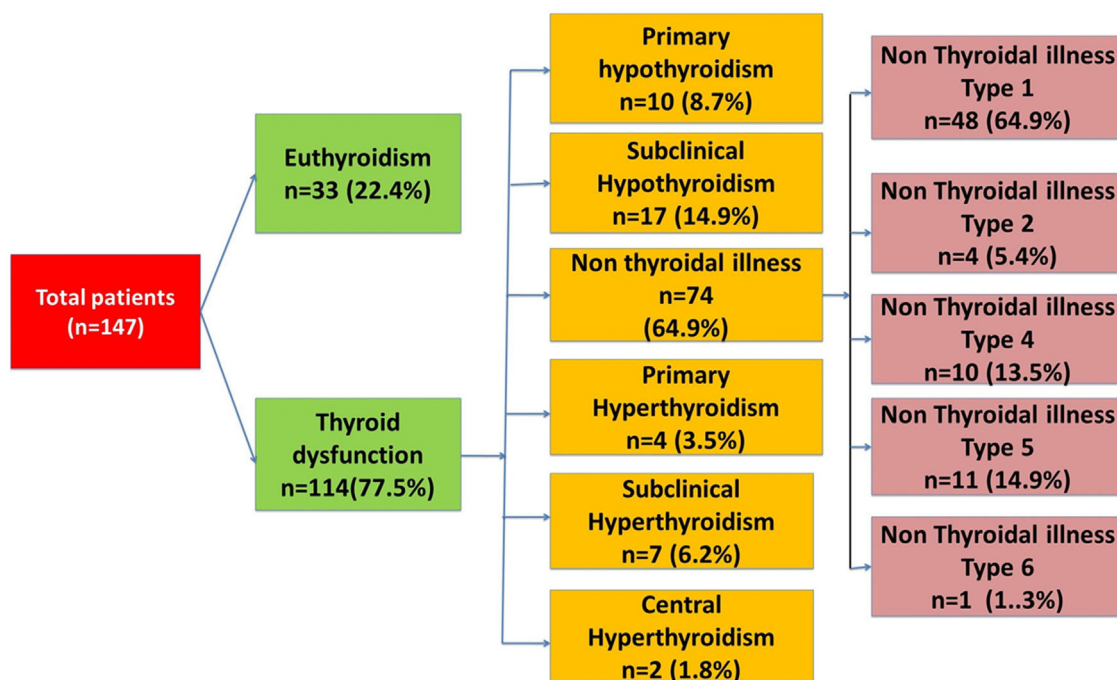 Total patients
(n=147)
Euthyroidism
n=33 (22.4%)
Thyroid
dysfunction
n=114(77.5%)
Primary
hypothyroidism
n=10 (8.7%)
Subclinical
Hypothyroidism
n=17 (14.9%)
Non thyroidal illness
n=74
(64.9%)
Primary
Hyperthyroidism
n=4 (3.5%)
Subclinical
Hyperthyroidism
n=7 (6.2%)
Central
Hyperthyroidism
n=2 (1.8%)
Non Thyroidal illness
Type 1
n=48 (64.9%)
Non Thyroidal illness
Type 2
n=4 (5.4%)
Non Thyroidal illness
Type 4
n=10 (13.5%)
Non Thyroidal illness
Type 5
n=11 (14.9%)
Non Thyroidal illness
Type 6
n=1 (1..3%)